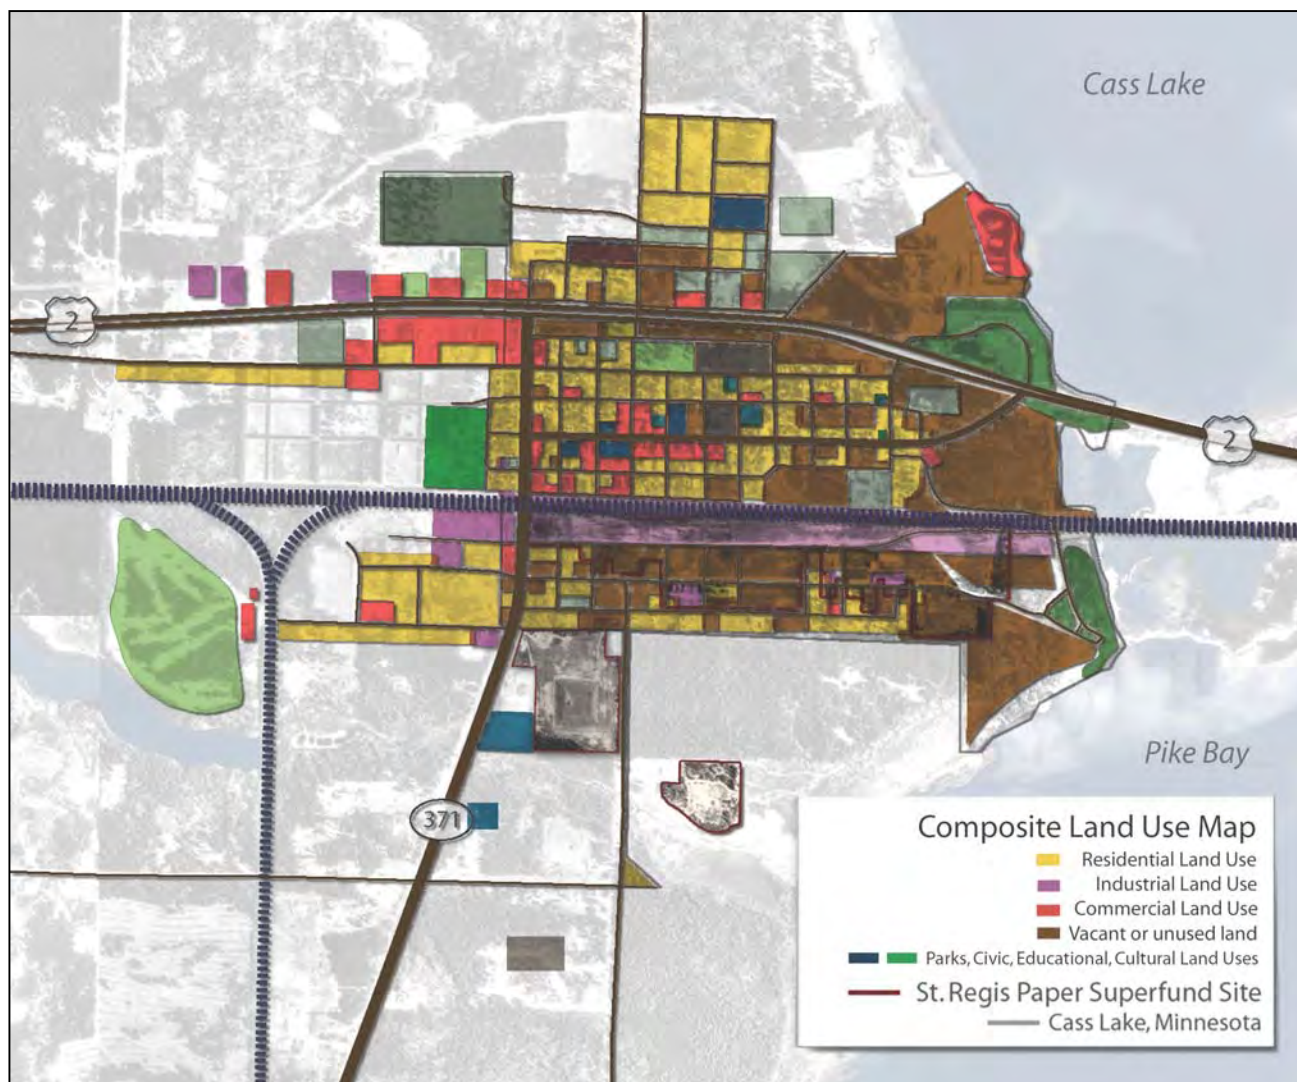 Cass Lake
2
2
Pike Bay
371
Composite Land Use Map
Residential Land Use
Industrial Land Use
Commercial Land Use
Vacant or unused land
Parks, Civic, Educational, Cultural Land Uses
St. Regis Paper Superfund Site
Cass Lake, Minnesota